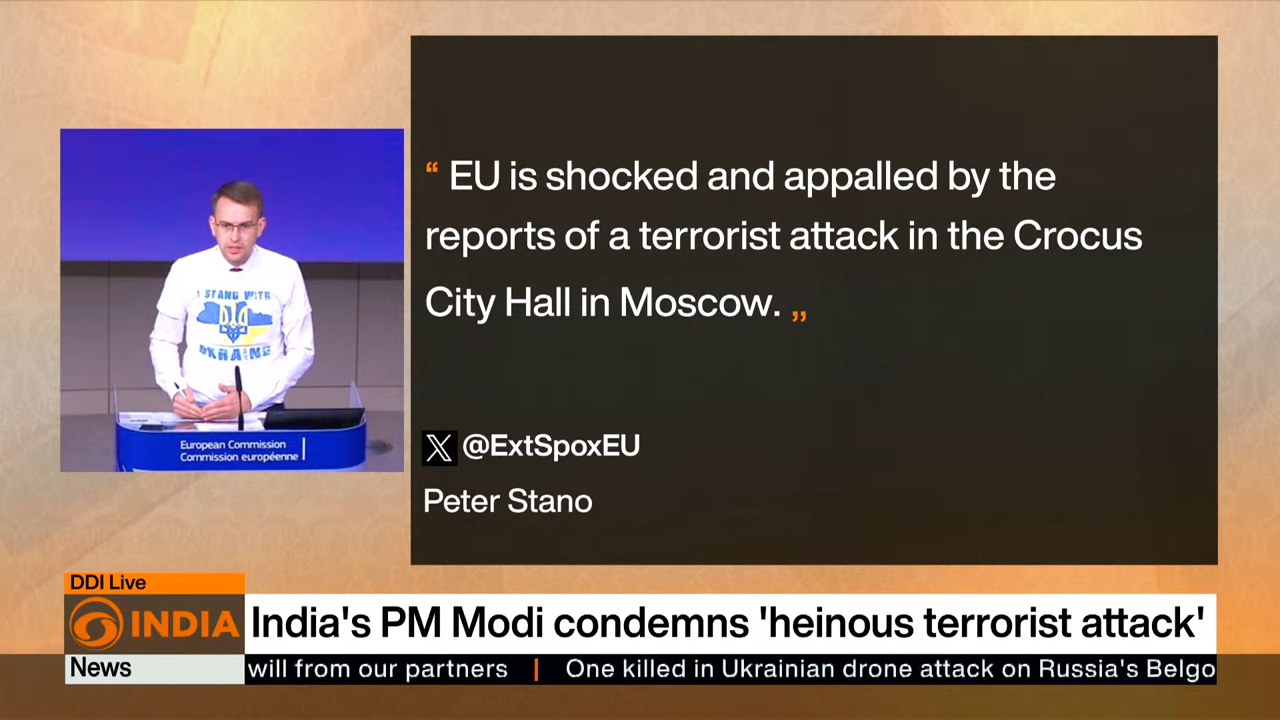 “ EU is shocked and appalled by the
reports of a terrorist attack in the Crocus
City Hall in Moscow. „
I STAND WITH
UKRAINE
European Commission
Commission européenne
X @ExtSpoxEU
Peter Stano
DDI Live
INDIA
India's PM Modi condemns 'heinous terrorist attack'
News
will from our partners | One killed in Ukrainian drone attack on Russia's Belgo